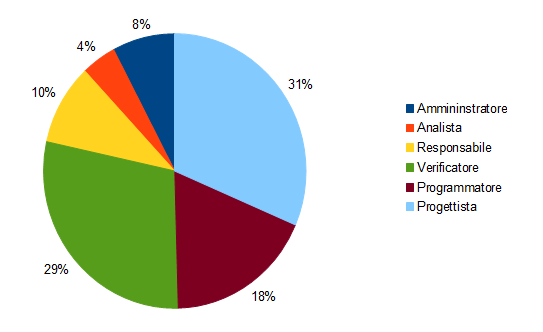 8%
4%
31%
10%
29%
18%
Ammininstratore
Analista
Responsabile
Verificatore
Programmatore
Progettista